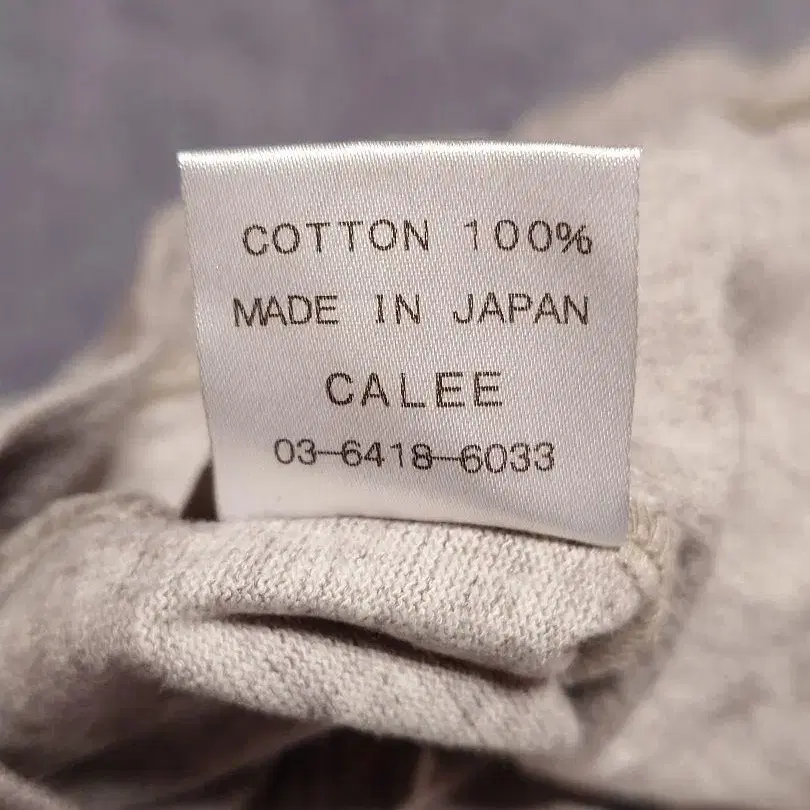 COTTON 100%
MADE IN JAPAN
CALEE
03-6418-6033